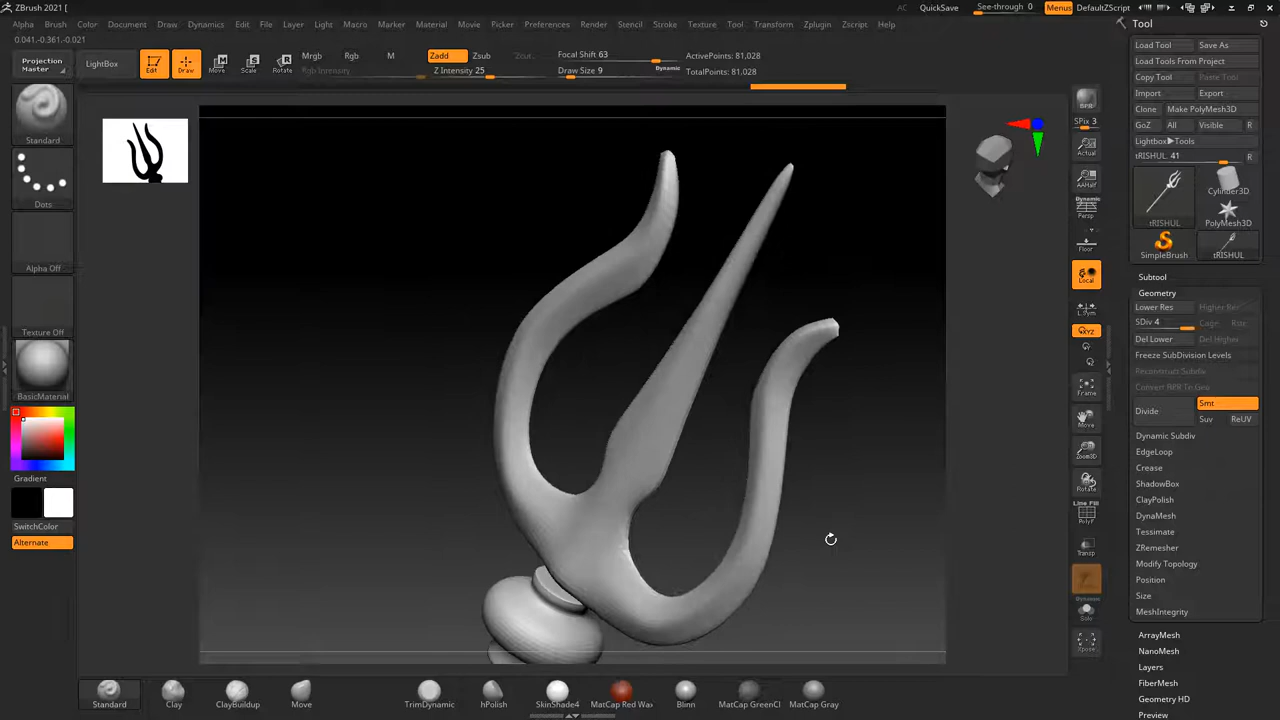 ZBrush 2021 [
AC QuickSave See-through 0 Menus DefaultZScript
Alpha Brush Color Document Draw Dynamics Edit File Layer Light Macro Marker Material Movie Picker Preferences Render Stencil Stroke Texture Tool Transform Zplugin Zscript Help
0.041,-0.361,-0.021
Projection Master
LightBox
Edit Draw Move Scale Rotate
Mrgb Rgb M
Rgb Intensity
Zadd Zsub Zcut
Z Intensity 25
Focal Shift 63
Draw Size 9 Dynamic
ActivePoints: 81,028
TotalPoints: 81,028
Standard
Dots
Alpha Off
Texture Off
BasicMaterial
Gradient
SwitchColor
Alternate
BPR
SPix 3
Actual
AAHalf
Dynamic
Persp
Floor
Local
L.Sym
Frame
Move
Zoom3D
Rotate
Line Fill
PolyF
Transp
Solo
Xpose
Tool
Load Tool Save As
Load Tools From Project
Copy Tool Paste Tool
Import Export
Clone Make PolyMesh3D
GoZ All Visible R
Lightbox▶Tools
tRISHUL. 41 R
tRISHUL Cylinder3D
PolyMesh3D
SimpleBrush tRISHUL
Subtool
Geometry
Lower Res Higher Res
SDiv 4 Cage
Del Lower Del Higher
Freeze SubDivision Levels
Reconstruct Subdiv
Convert BPR To Geo
Divide Smt
Suv ReUV
Dynamic Subdiv
EdgeLoop
Crease
ShadowBox
ClayPolish
DynaMesh
Tessimate
ZRemesher
Modify Topology
Position
Size
MeshIntegrity
ArrayMesh
NanoMesh
Layers
FiberMesh
Geometry HD
Preview
Standard Clay ClayBuildup Move TrimDynamic hPolish SkinShade4 MatCap Red Wax Blinn MatCap GreenCl MatCap Gray